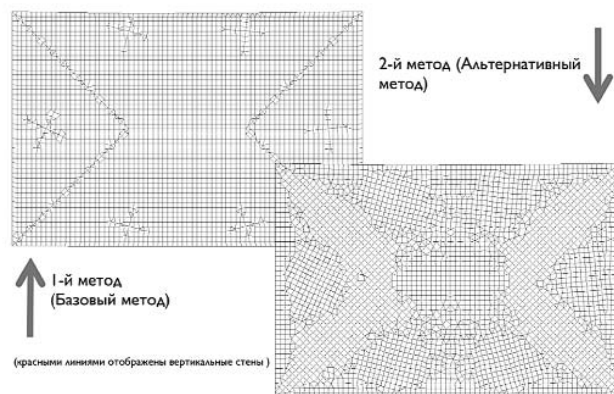 2-й метод (Альтернативный
метод)
1-й метод
(Базовый метод)
(красными линиями отображены вертикальные стены )